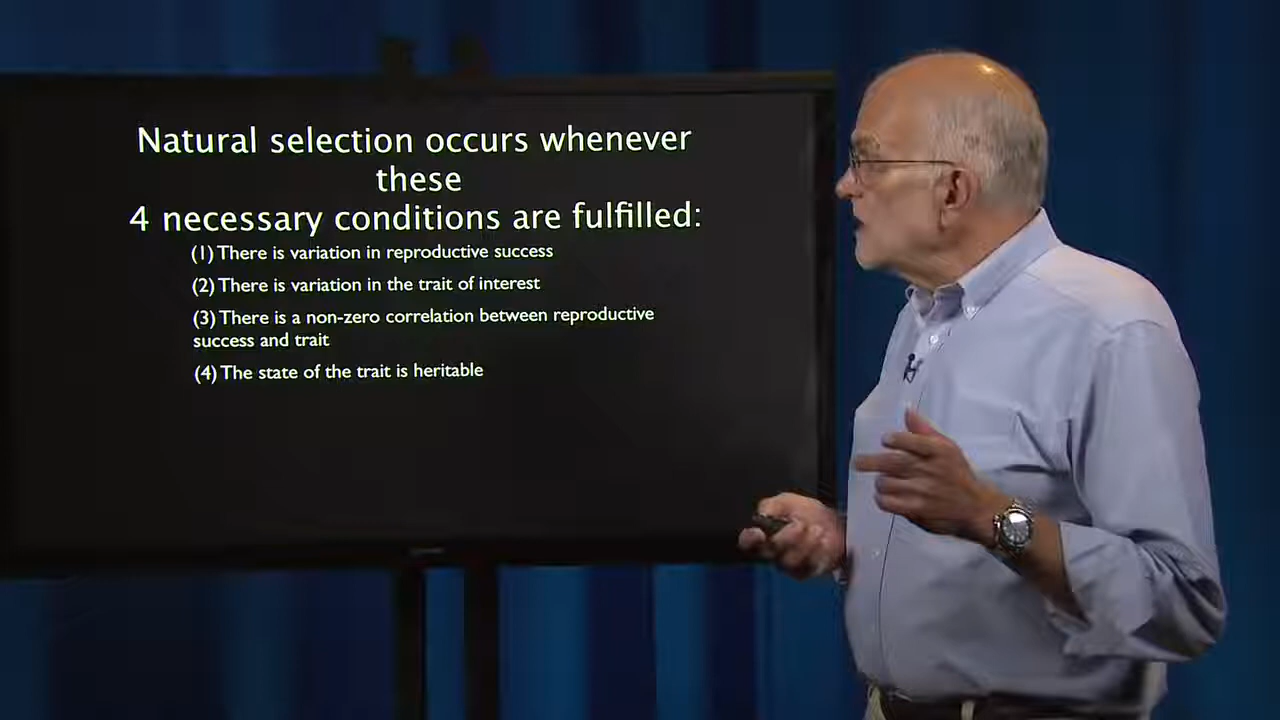 Natural selection occurs whenever
these
4 necessary conditions are fulfilled:
(1) There is variation in reproductive success
(2) There is variation in the trait of interest
(3) There is a non-zero correlation between reproductive
success and trait
(4) The state of the trait is heritable